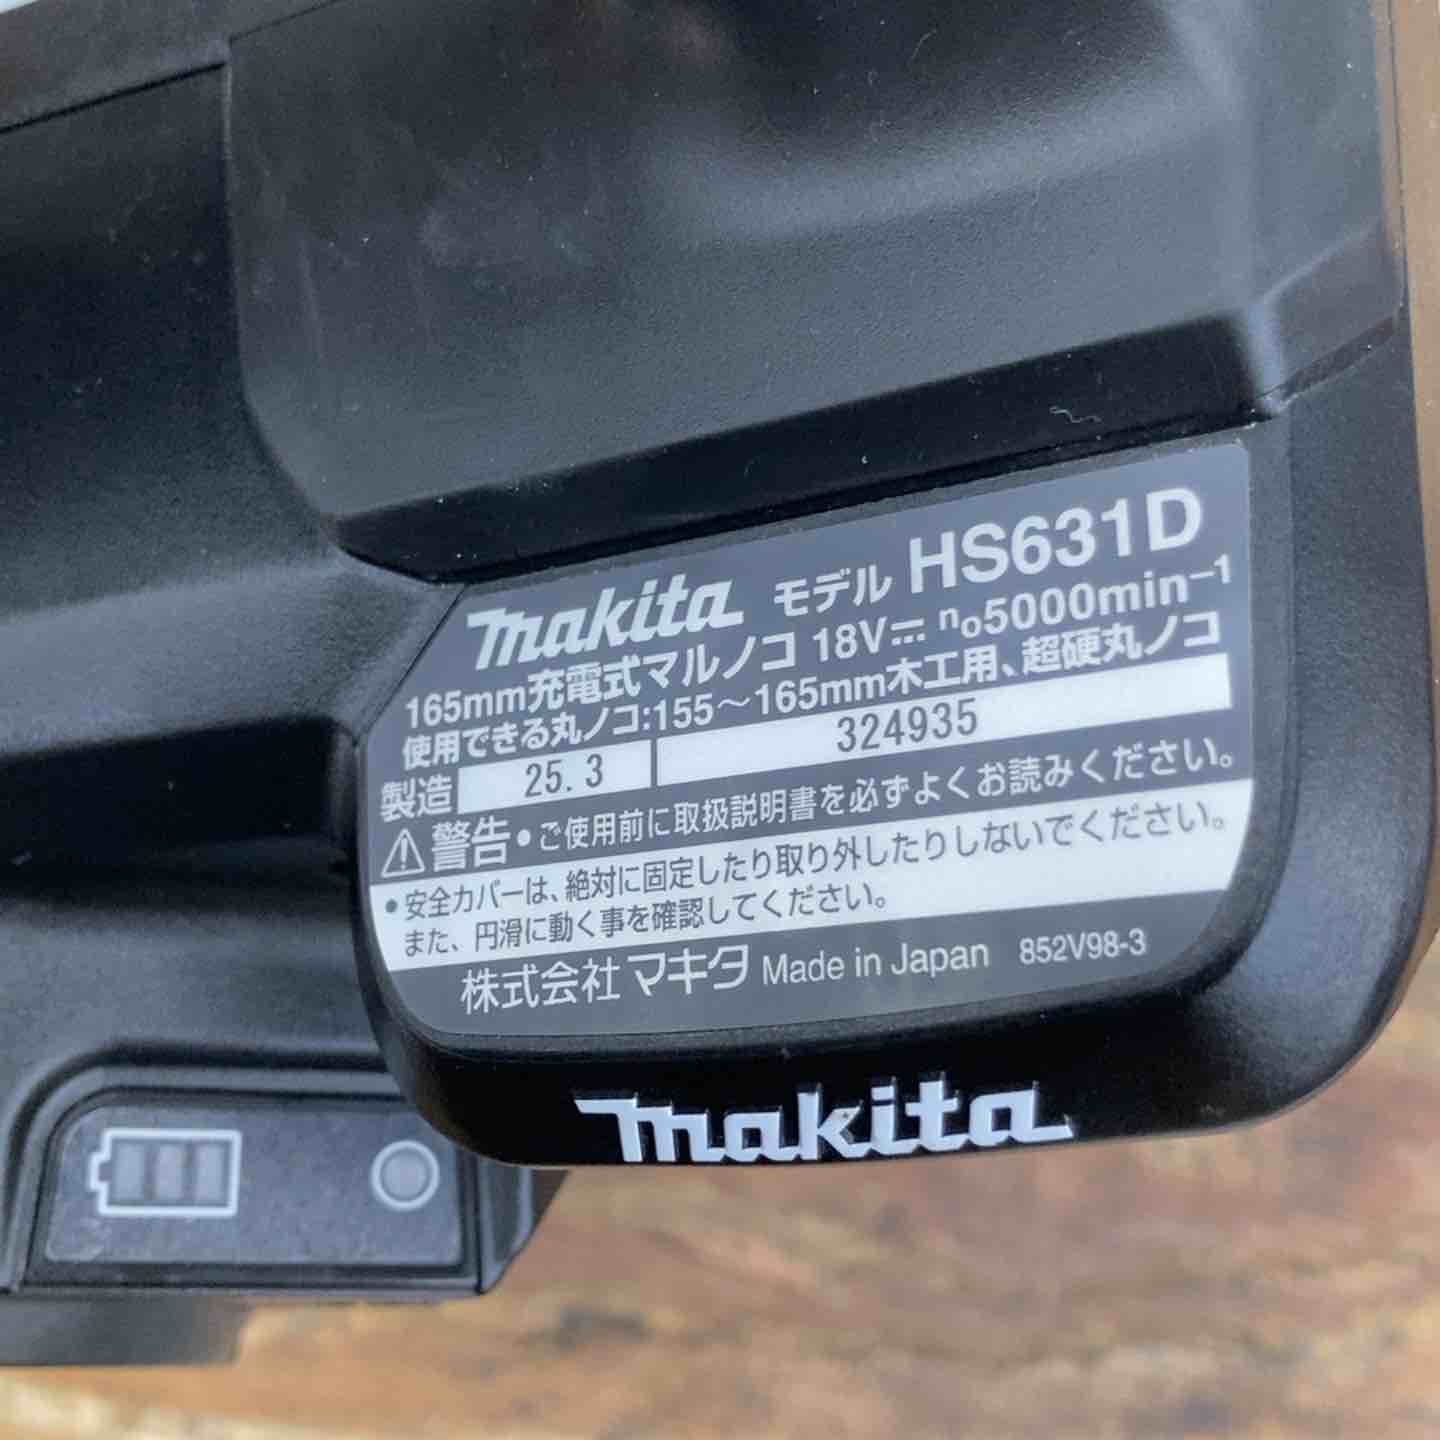 makita モデル HS631D
165mm充電式マルノコ 18V⎓ n₀5000min⁻¹
使用できる丸ノコ:155～165mm木工用、超硬丸ノコ
製造 25.3 324935
⚠警告 •ご使用前に取扱説明書を必ずよくお読みください。
•安全カバーは、絶対に固定したり取り外したりしないでください。
また、円滑に動く事を確認してください。
株式会社マキタ Made in Japan 852V98-3
makita